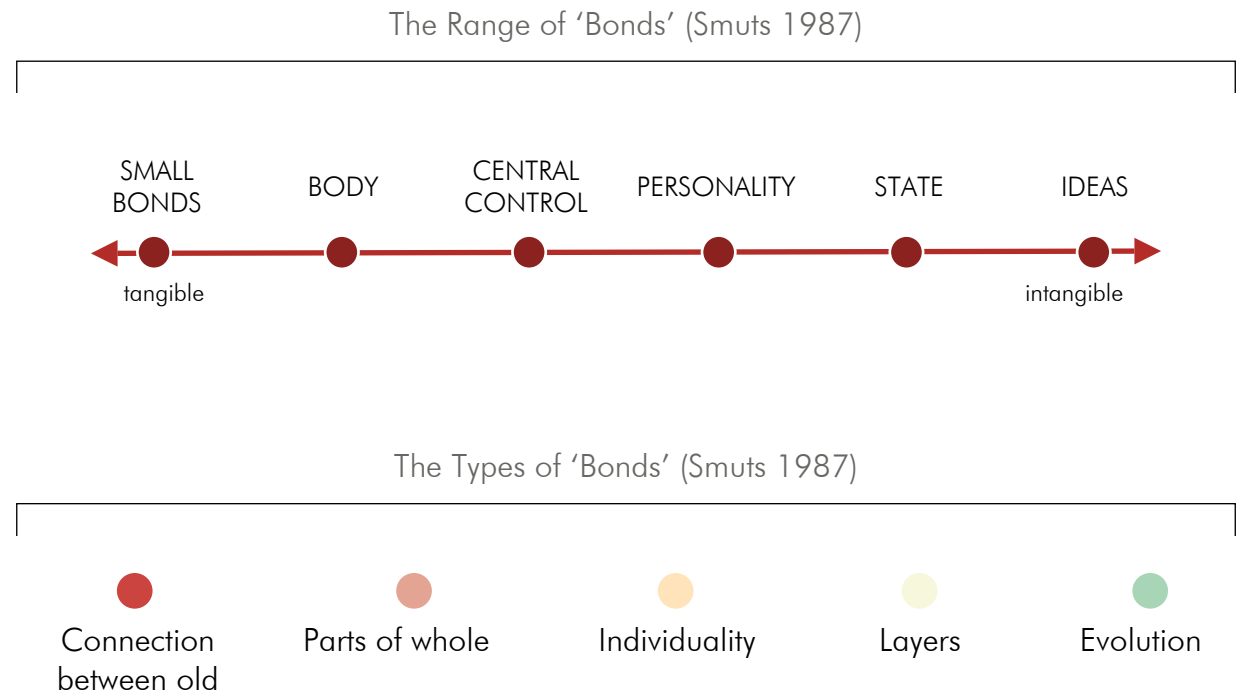 The Range of ‘Bonds’ (Smuts 1987)
SMALL
BONDS
BODY
CENTRAL
CONTROL
PERSONALITY
STATE
IDEAS
tangible
intangible
The Types of ‘Bonds’ (Smuts 1987)
Connection
between old
Parts of whole
Individuality
Layers
Evolution